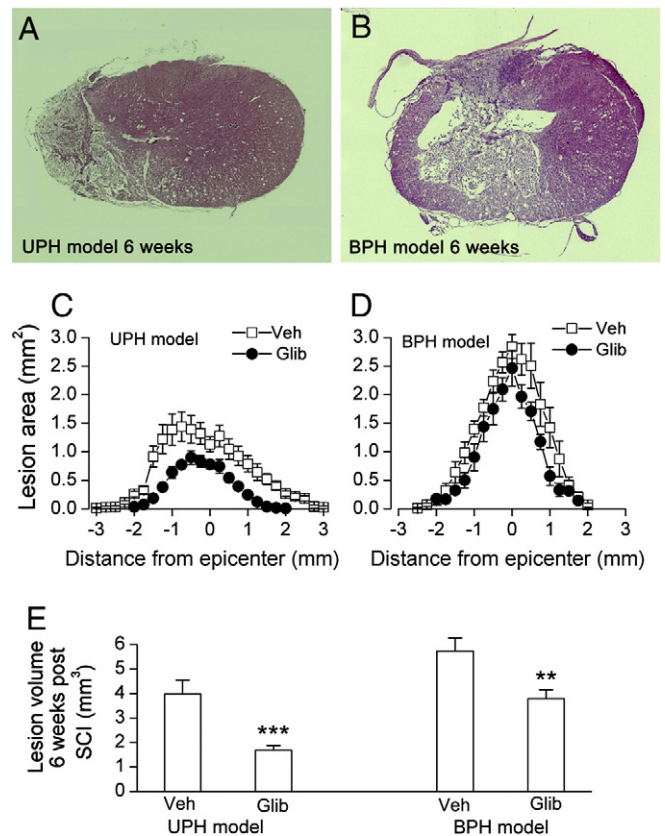 A
B
UPH model 6 weeks
BPH model 6 weeks
C
D
Lesion area (mm²)
3.0
2.5
2.0
1.5
1.0
0.5
0.0
UPH model
Veh
Glib
-3 -2 -1 0 1 2 3
Distance from epicenter (mm)
3.0
2.5
2.0
1.5
1.0
0.5
0.0
BPH model
Veh
Glib
-3 -2 -1 0 1 2 3
Distance from epicenter (mm)
E
Lesion volume
6 weeks post
SCI (mm³)
6
5
4
3
2
1
0
***
**
Veh Glib Veh Glib
UPH model BPH model